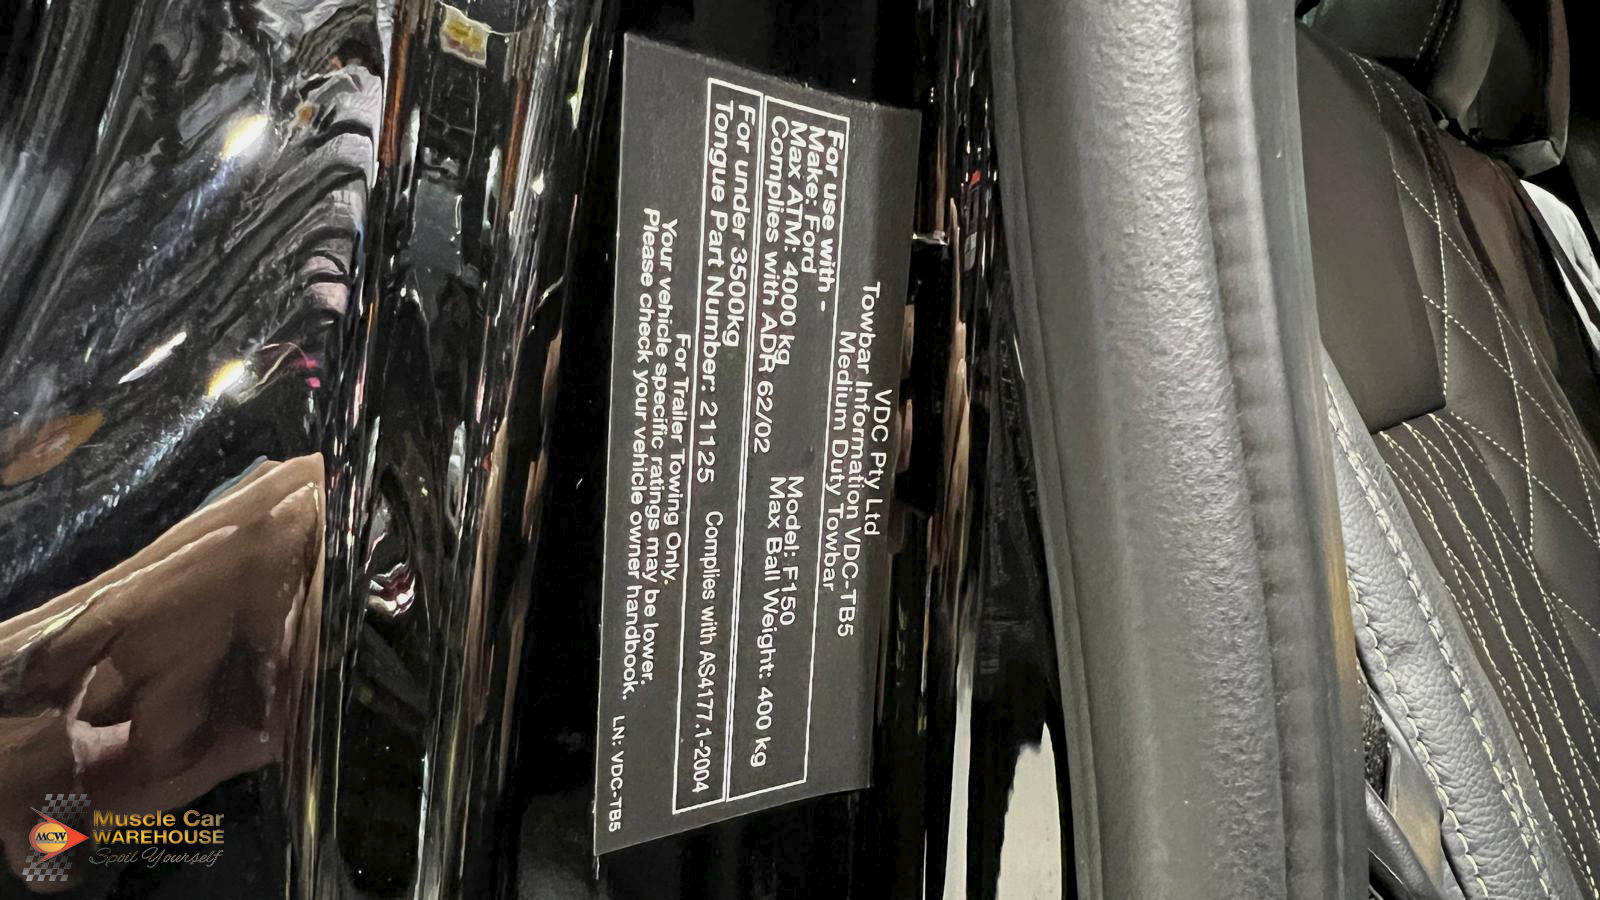 VDC Pty Ltd
Towbar Information VDC-TB5
Medium Duty Towbar
For use with -
Make: Ford Model: F150
Max ATM: 4000 kg Max Ball Weight: 400 kg
Complies with ADR 62/02
For under 3500kg
Tongue Part Number: 21125 Complies with AS4177.1-2004
For Trailer Towing Only.
Your vehicle specific ratings may be lower.
Please check your vehicle owner handbook. LN: VDC-TB5
Muscle Car
WAREHOUSE
Spoil Yourself
MCW